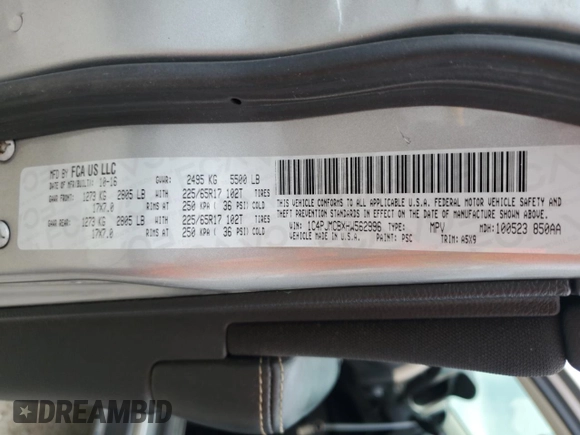 MFD BY FCA US LLC
DATE OF MFR/BUILT: 10-16 GVWR: 2495 KG 5500 LB
GAWR FRONT: 1273 KG 2805 LB WITH 225/65R17 102T TIRES
17X7.0 RIMS AT 250 KPA ( 36 PSI) COLD
GAWR REAR: 1273 KG 2805 LB WITH 225/65R17 102T TIRES
17X7.0 RIMS AT 250 KPA ( 36 PSI) COLD
THIS VEHICLE CONFORMS TO ALL APPLICABLE U.S.A. FEDERAL MOTOR VEHICLE SAFETY AND
THEFT PREVENTION STANDARDS IN EFFECT ON THE DATE OF MANUFACTURE SHOWN ABOVE.
VIN: TYPE: MPV MDH: 100523 850AA
VEHICLE MADE IN U.S.A. PAINT: PSC TRIM: A5X9
DREAMBID